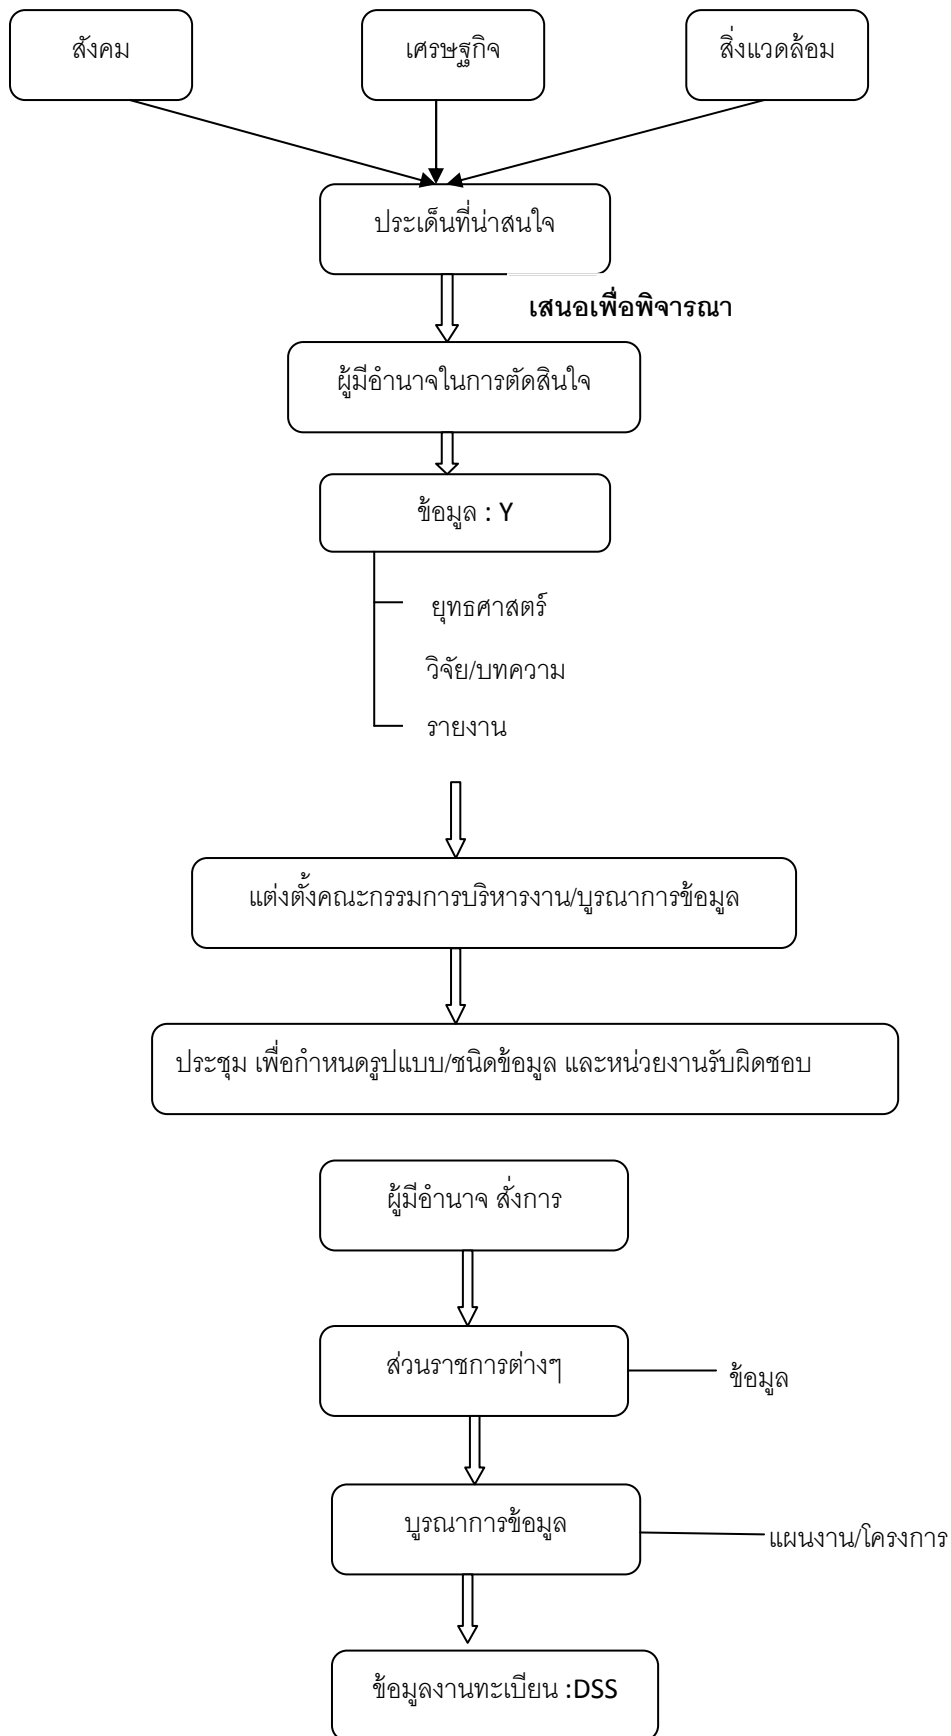 สังคม
เศรษฐกิจ
สิ่งแวดล้อม
ประเด็นที่น่าสนใจ
เสนอเพื่อพิจารณา
ผู้มีอำนาจในการตัดสินใจ
ข้อมูล : Y
ยุทธศาสตร์
วิจัย/บทความ
รายงาน
แต่งตั้งคณะกรรมการบริหารงาน/บูรณาการข้อมูล
ประชุม เพื่อกำหนดรูปแบบ/ชนิดข้อมูล และหน่วยงานรับผิดชอบ
ผู้มีอำนาจ สั่งการ
ส่วนราชการต่างๆ
ข้อมูล
บูรณาการข้อมูล
แผนงาน/โครงการ
ข้อมูลงานทะเบียน :DSS